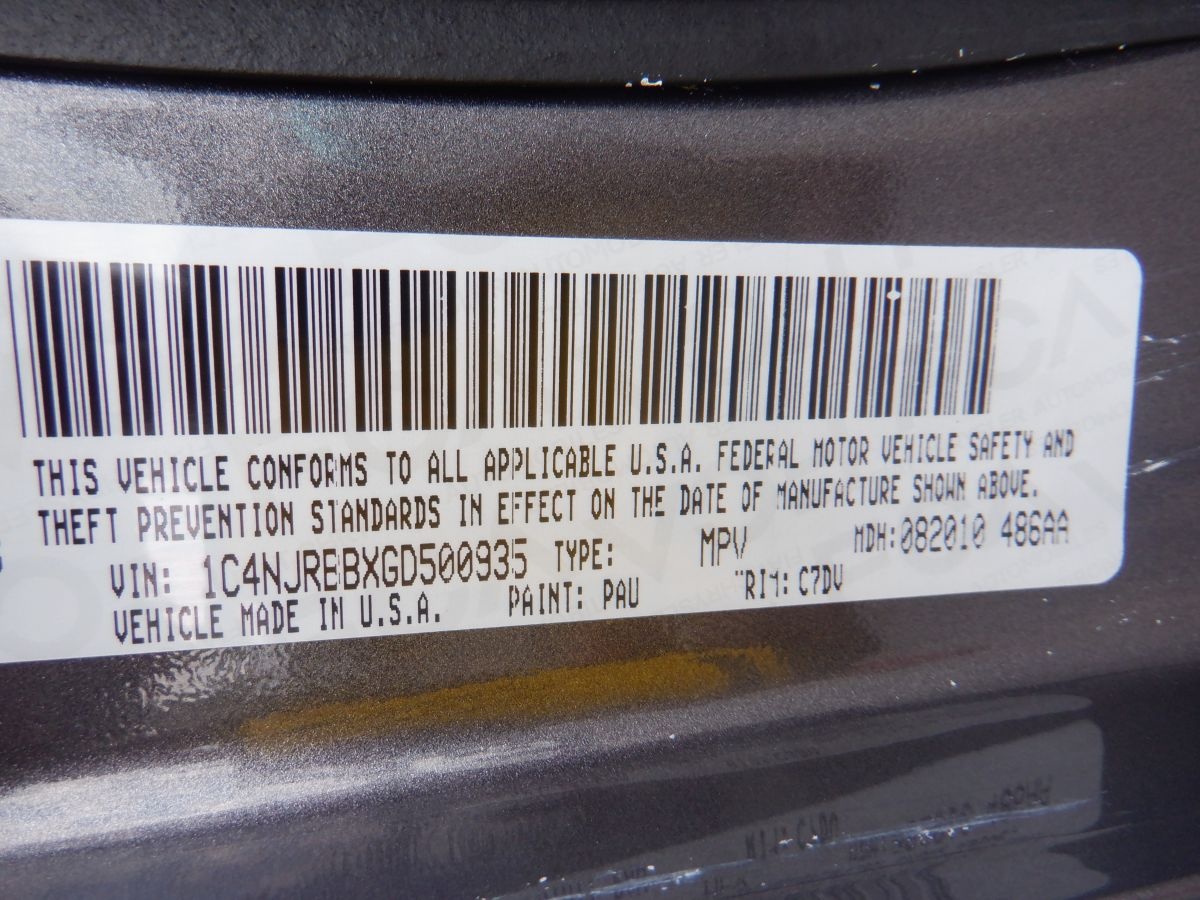 THIS VEHICLE CONFORMS TO ALL APPLICABLE U.S.A. FEDERAL MOTOR VEHICLE SAFETY AND
THEFT PREVENTION STANDARDS IN EFFECT ON THE DATE OF MANUFACTURE SHOWN ABOVE.
VIN: 1C4NJRBBXGD500935 TYPE: MPV MDH:082010 486AA
VEHICLE MADE IN U.S.A. PAINT: PAU TRIM: C7DV